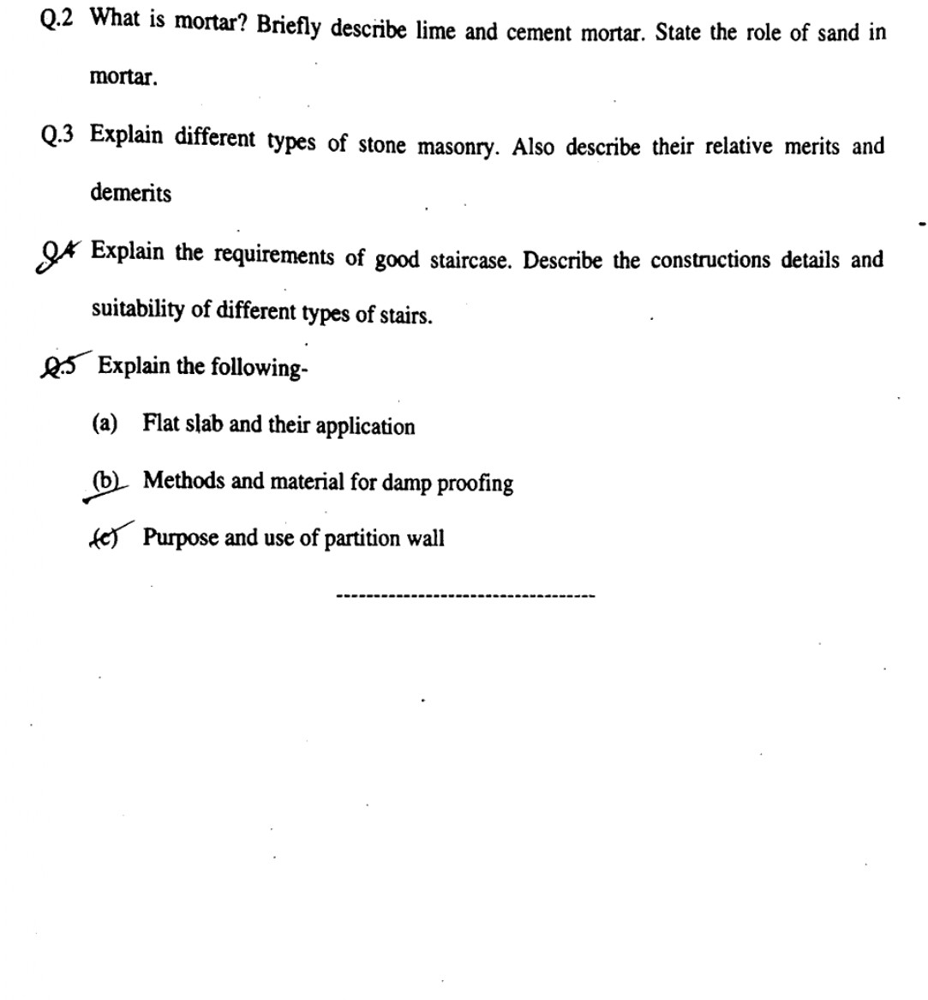 Q.2 What is mortar? Briefly describe lime and cement mortar. State the role of sand in
mortar.
Q.3 Explain different types of stone masonry. Also describe their relative merits and
demerits
Q.4 Explain the requirements of good staircase. Describe the constructions details and
suitability of different types of stairs.
Q.5 Explain the following-
(a) Flat slab and their application
(b) Methods and material for damp proofing
(c) Purpose and use of partition wall
-----------------------------------